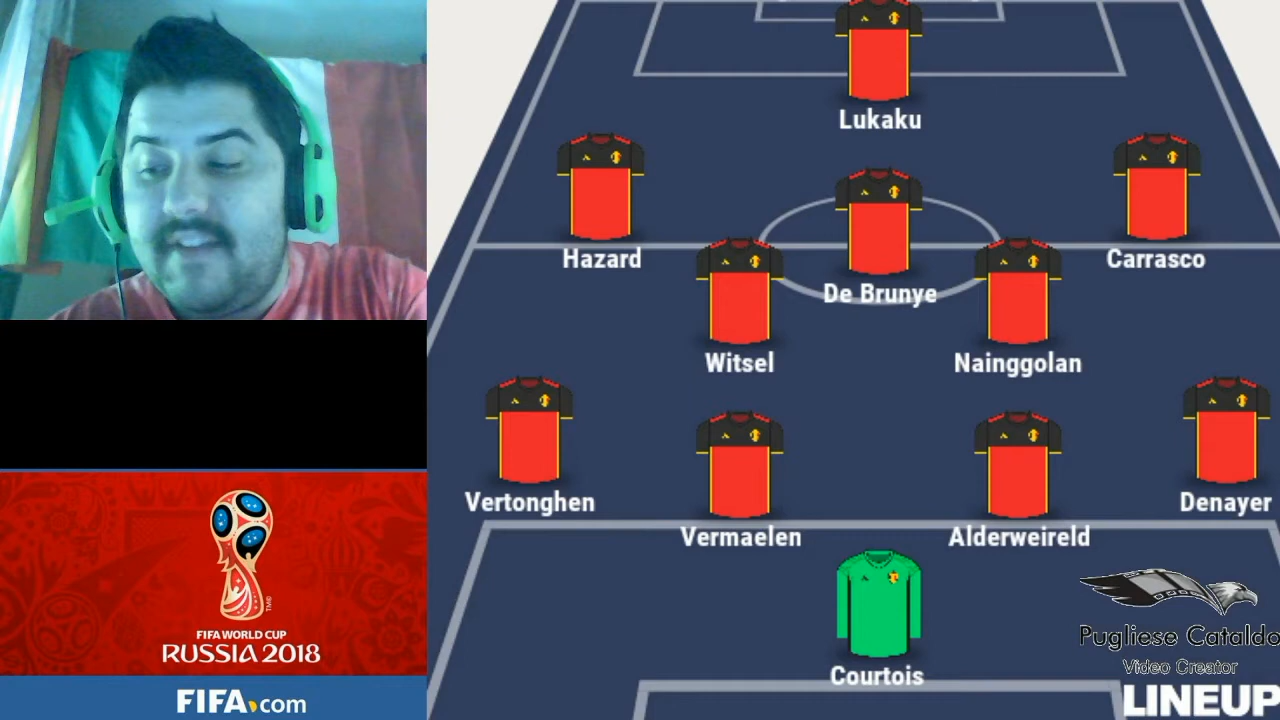 Lukaku
Hazard
Carrasco
De Brunye
Witsel
Nainggolan
Vertonghen
Denayer
Vermaelen
Alderweireld
Courtois
FIFA WORLD CUP
RUSSIA 2018
TM©
FIFA.com
Pugliese Cataldo
Video Creator
LINEUP